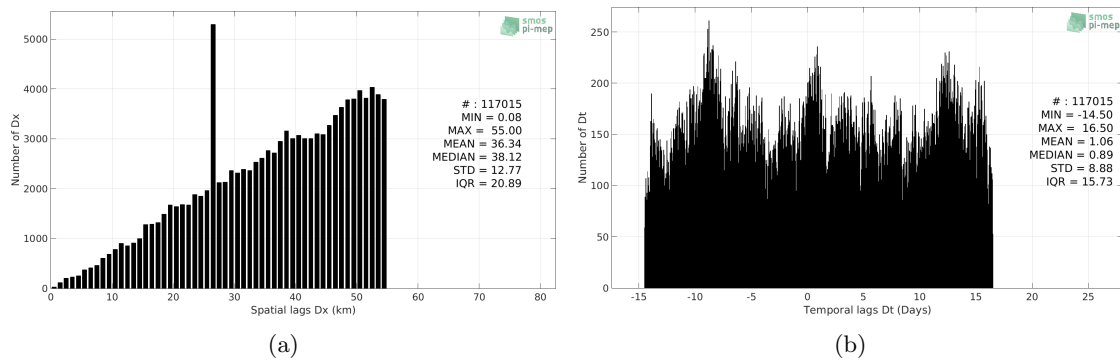 smos
pi-mep
5000
4000
3000
2000
1000
0
Number of Dx
# : 117015
MIN = 0.08
MAX = 55.00
MEAN = 36.34
MEDIAN = 38.12
STD = 12.77
IQR = 20.89
0 10 20 30 40 50 60 70 80
Spatial lags Dx (km)
(a)
smos
pi-mep
250
200
150
100
50
0
Number of Dt
# : 117015
MIN = -14.50
MAX = 16.50
MEAN = 1.06
MEDIAN = 0.89
STD = 8.88
IQR = 15.73
-15 -10 -5 0 5 10 15 20 25
Temporal lags Dt (Days)
(b)